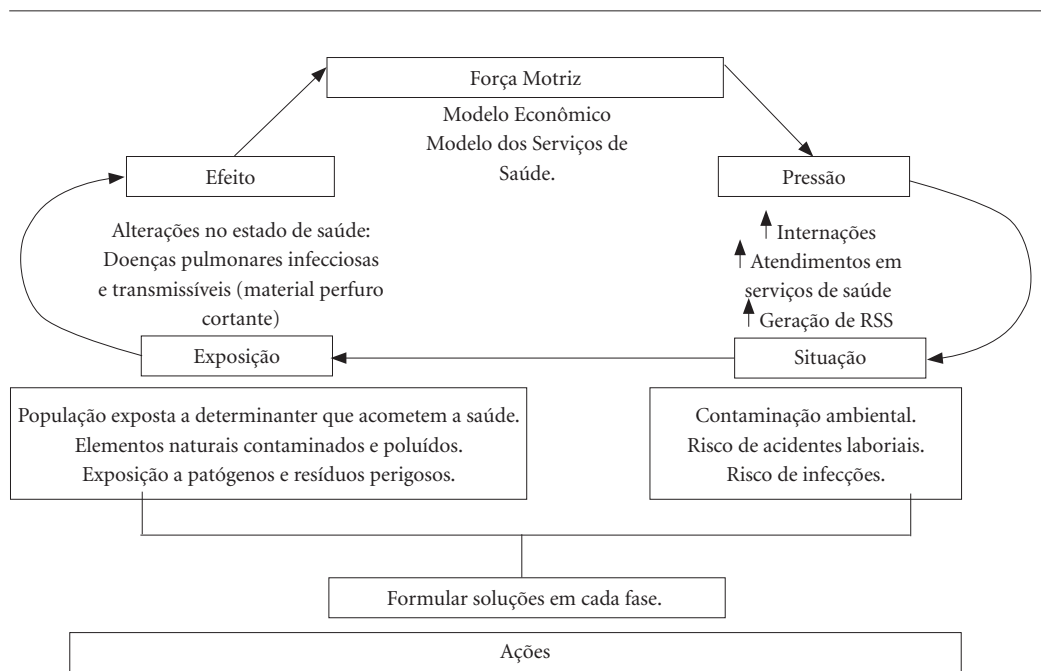 Força Motriz
Modelo Econômico
Modelo dos Serviços de
Saúde.
Efeito
Pressão
Alterações no estado de saúde:
Doenças pulmonares infecciosas
e transmissíveis (material perfuro
cortante)
Internações
Atendimentos em
serviços de saúde
Geração de RSS
Exposição
Situação
População exposta a determinanter que acometem a saúde.
Elementos naturais contaminados e poluídos.
Exposição a patógenos e resíduos perigosos.
Contaminação ambiental.
Risco de acidentes laboriais.
Risco de infecções.
Formular soluções em cada fase.
Ações